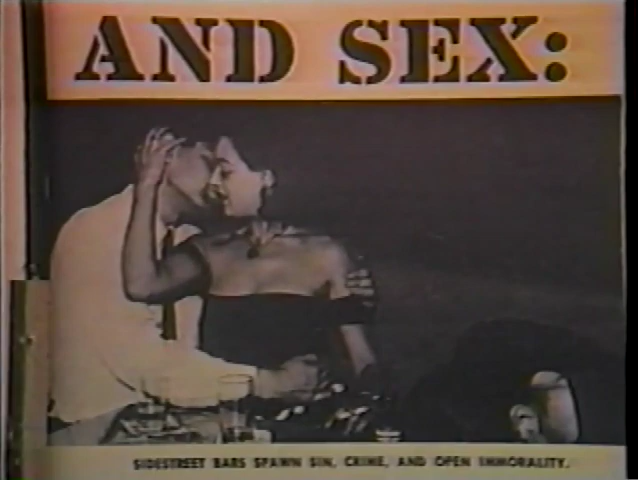 AND SEX:
SIDESTREET BARS SPAWN SIN, CRIME, AND OPEN IMMORALITY.